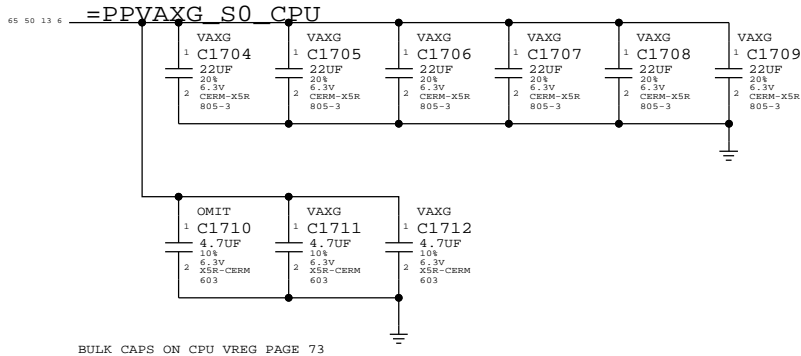 =PPVAXG_S0_CPU
65 50 13 6
VAXG VAXG VAXG VAXG VAXG VAXG
1 C1704 1 C1705 1 C1706 1 C1707 1 C1708 1 C1709
22UF 22UF 22UF 22UF 22UF 22UF
20% 20% 20% 20% 20% 20%
6.3V 6.3V 6.3V 6.3V 6.3V 6.3V
2 CERM-X5R 2 CERM-X5R 2 CERM-X5R 2 CERM-X5R 2 CERM-X5R 2 CERM-X5R
805-3 805-3 805-3 805-3 805-3 805-3
OMIT VAXG VAXG
1 C1710 1 C1711 1 C1712
4.7UF 4.7UF 4.7UF
10% 10% 10%
6.3V 6.3V 6.3V
2 X5R-CERM 2 X5R-CERM 2 X5R-CERM
603 603 603
BULK CAPS ON CPU VREG PAGE 73